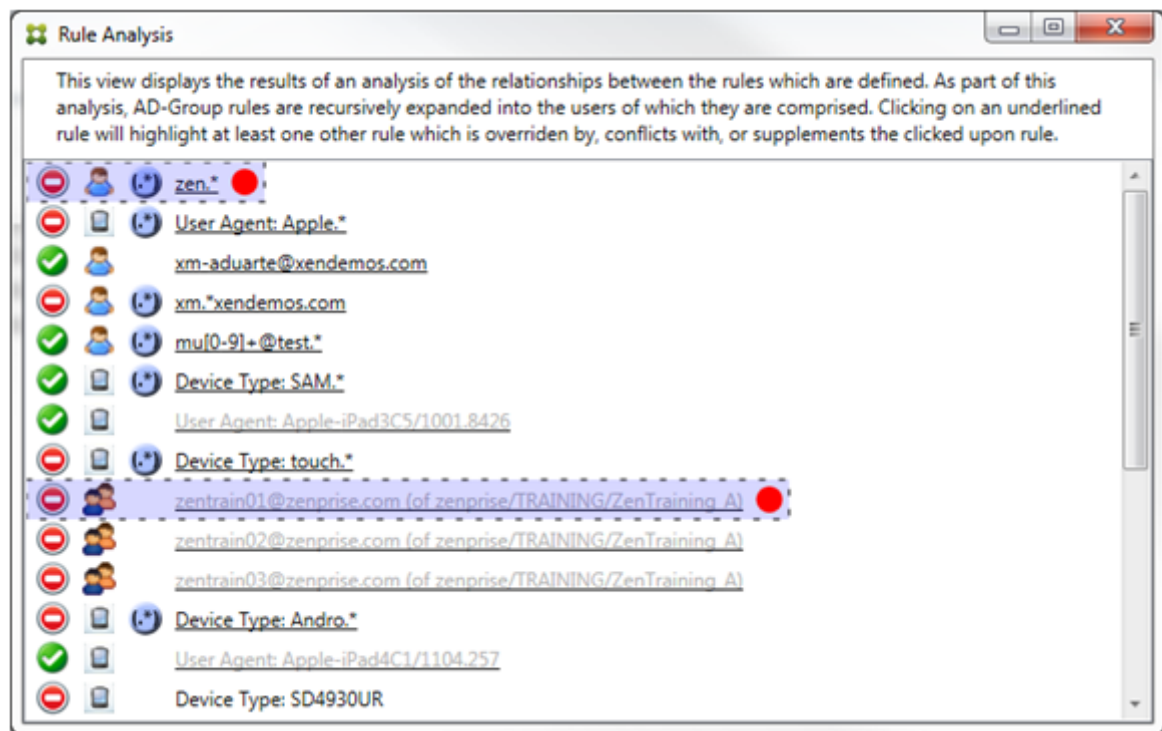 Rule Analysis
This view displays the results of an analysis of the relationships between the rules which are defined. As part of this
analysis, AD-Group rules are recursively expanded into the users of which they are comprised. Clicking on an underlined
rule will highlight at least one other rule which is overriden by, conflicts with, or supplements the clicked upon rule.
(.*) zen.*
(.*) User Agent: Apple.*
xm-aduarte@xendemos.com
(.*) xm.*xendemos.com
(.*) mu[0-9]+@test.*
(.*) Device Type: SAM.*
User Agent: Apple-iPad3C5/1001.8426
(.*) Device Type: touch.*
zentrain01@zenprise.com (of zenprise/TRAINING/ZenTraining_A)
zentrain02@zenprise.com (of zenprise/TRAINING/ZenTraining_A)
zentrain03@zenprise.com (of zenprise/TRAINING/ZenTraining_A)
(.*) Device Type: Andro.*
User Agent: Apple-iPad4C1/1104.257
Device Type: SD4930UR